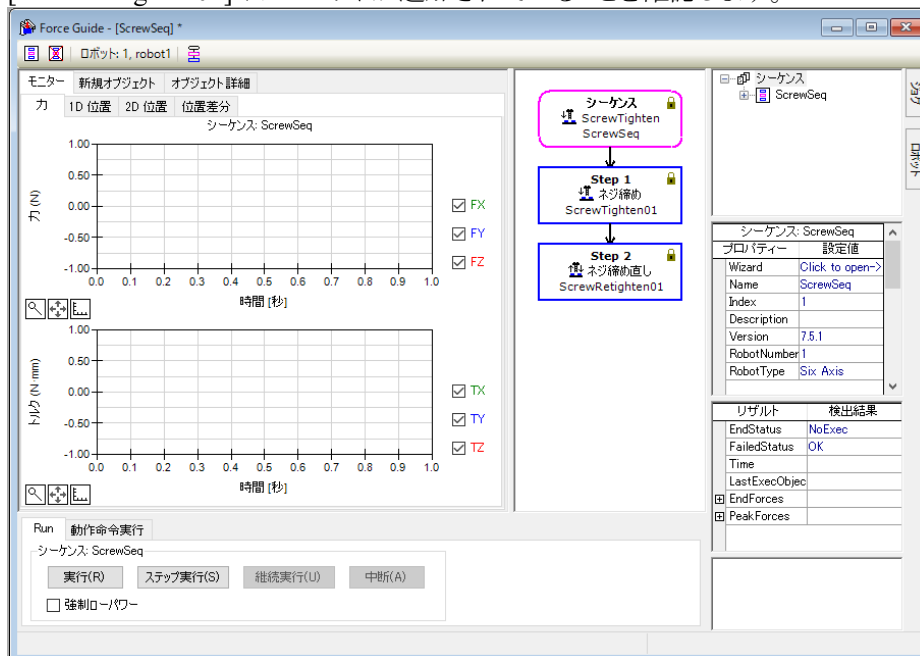 Force Guide - [ScrewSeq] *
ロボット: 1, robot1
モニター 新規オブジェクト オブジェクト詳細
力 1D 位置 2D 位置 位置差分
シーケンス: ScrewSeq
力 (N)
1.00
0.50
0.00
-0.50
-1.00
0.0 0.1 0.2 0.3 0.4 0.5 0.6 0.7 0.8 0.9 1.0
時間 [秒]
FX
FY
FZ
トルク (N·mm)
1.00
0.50
0.00
-0.50
-1.00
0.0 0.1 0.2 0.3 0.4 0.5 0.6 0.7 0.8 0.9 1.0
時間 [秒]
TX
TY
TZ
シーケンス
ScrewTighten
ScrewSeq
Step 1
ネジ締め
ScrewTighten01
Step 2
ネジ締め直し
ScrewRetighten01
シーケンス
ScrewSeq
ジョグ
ロボット
シーケンス: ScrewSeq
プロパティー 設定値
Wizard Click to open->
Name ScrewSeq
Index 1
Description
Version 7.5.1
RobotNumber 1
RobotType Six Axis
リザルト 検出結果
EndStatus NoExec
FailedStatus OK
Time
LastExecObjec
EndForces
PeakForces
Run 動作命令実行
シーケンス: ScrewSeq
実行(R) ステップ実行(S) 継続実行(U) 中断(A)
強制ローパワー